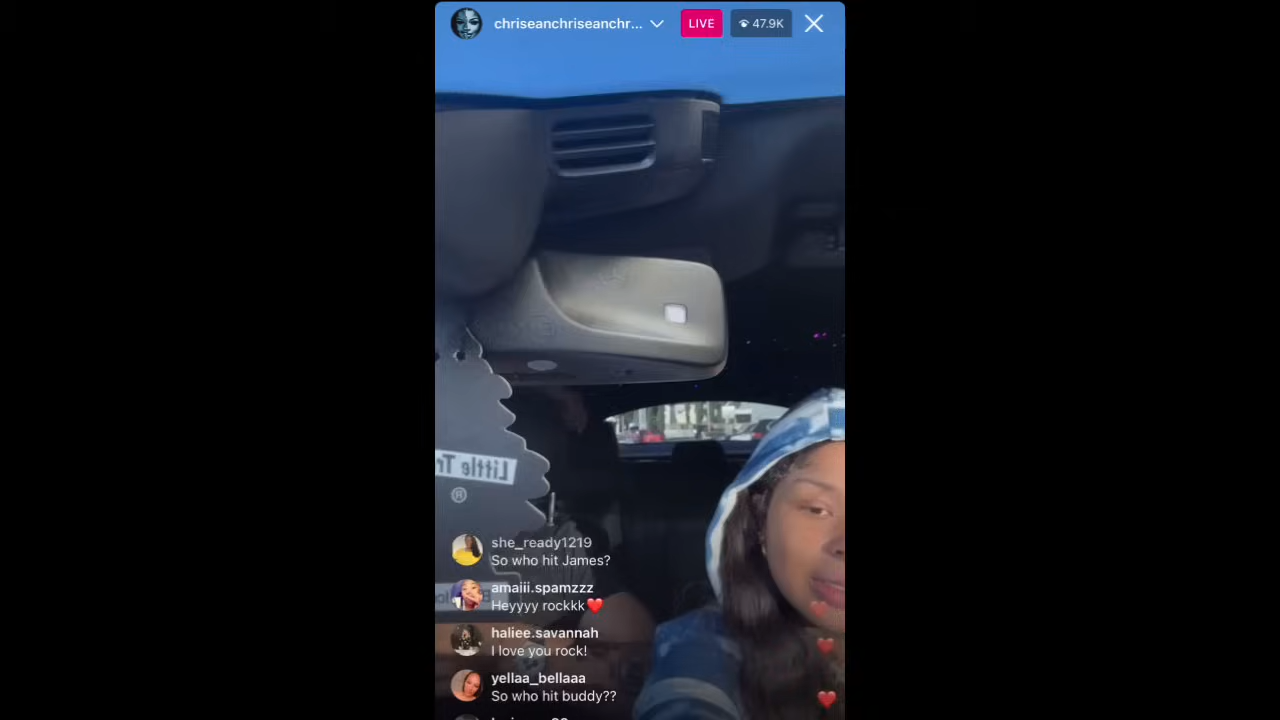 chriseanchriseanchr...
LIVE
47.9K
Little Tr
®
she_ready1219
So who hit James?
amaiii.spamzzz
Heyyyy rockkk❤️
haliee.savannah
I love you rock!
yellaa_bellaaa
So who hit buddy??